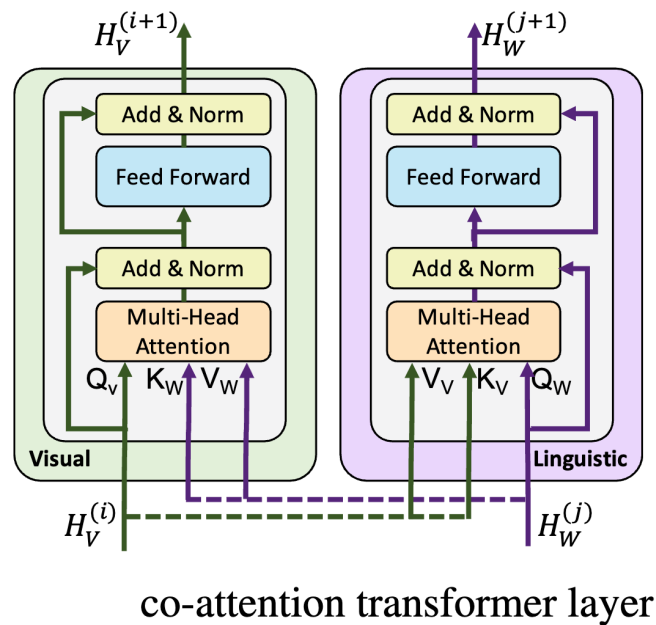 H_V^(i+1)
H_W^(j+1)
Add & Norm
Feed Forward
Add & Norm
Multi-Head
Attention
Q_v K_W V_W
Visual
H_V^(i)
Add & Norm
Feed Forward
Add & Norm
Multi-Head
Attention
V_V K_V Q_W
Linguistic
H_W^(j)
co-attention transformer layer